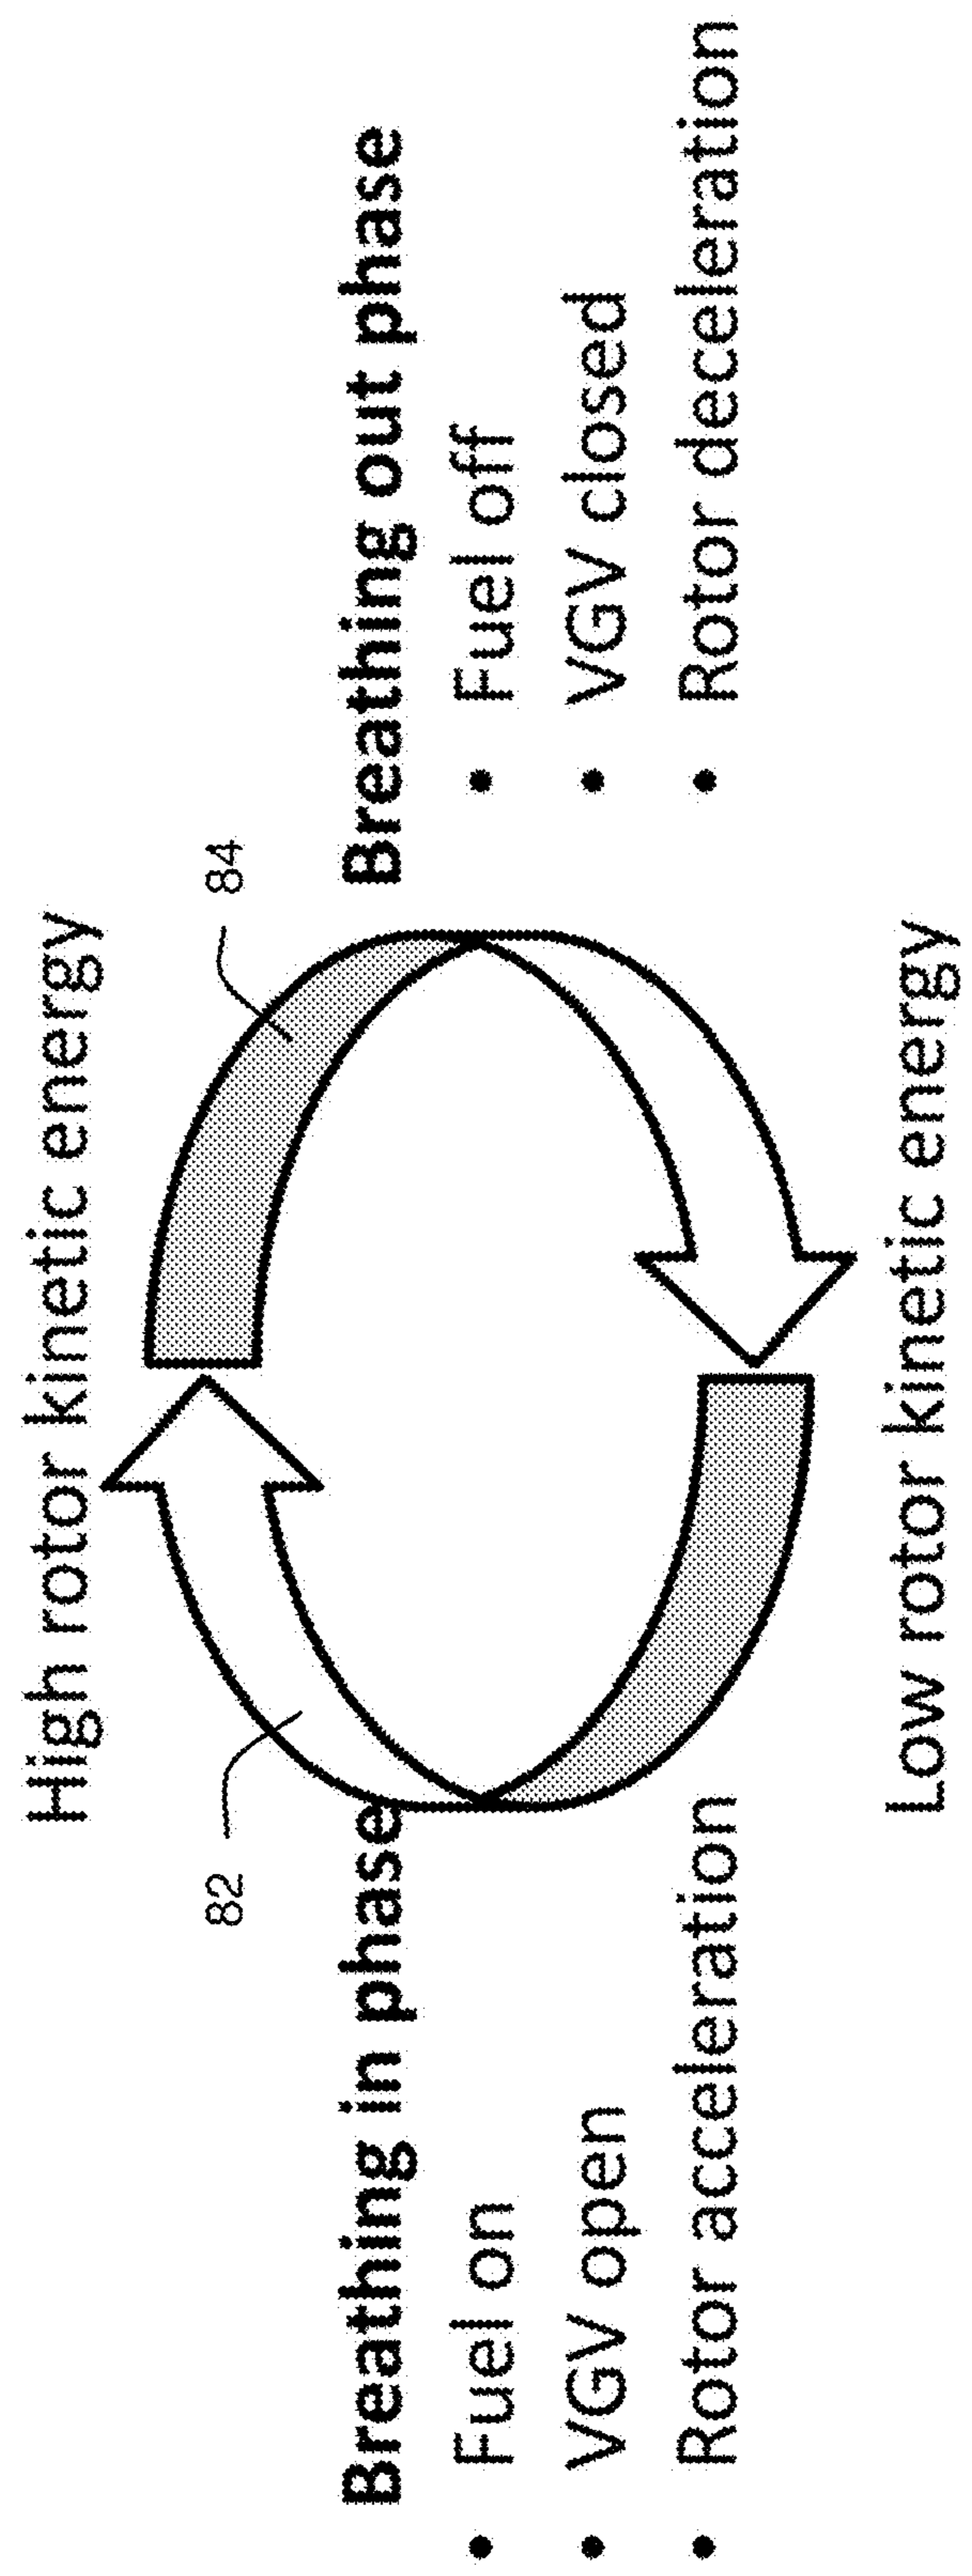 High rotor kinetic energy
82
84
Breathing in phase
• Fuel on
• VGV open
• Rotor acceleration
Breathing out phase
• Fuel off
• VGV closed
• Rotor deceleration
Low rotor kinetic energy